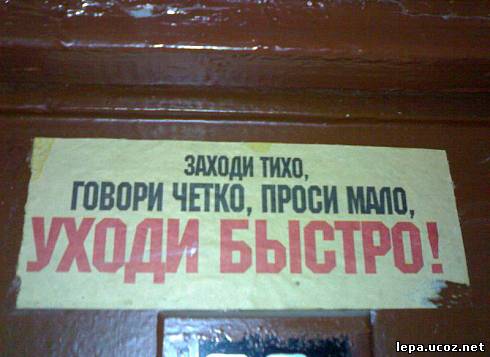 ЗАХОДИ ТИХО,
ГОВОРИ ЧЕТКО, ПРОСИ МАЛО,
УХОДИ БЫСТРО!
lepa.ucoz.net